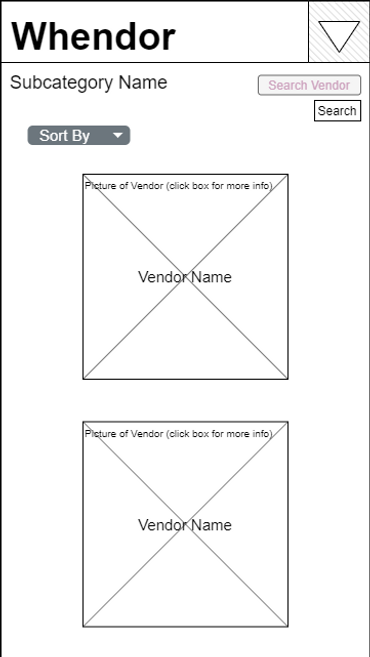 Whendor
Subcategory Name
Search Vendor
Search
Sort By
Picture of Vendor (click box for more info)
Vendor Name
Picture of Vendor (click box for more info)
Vendor Name